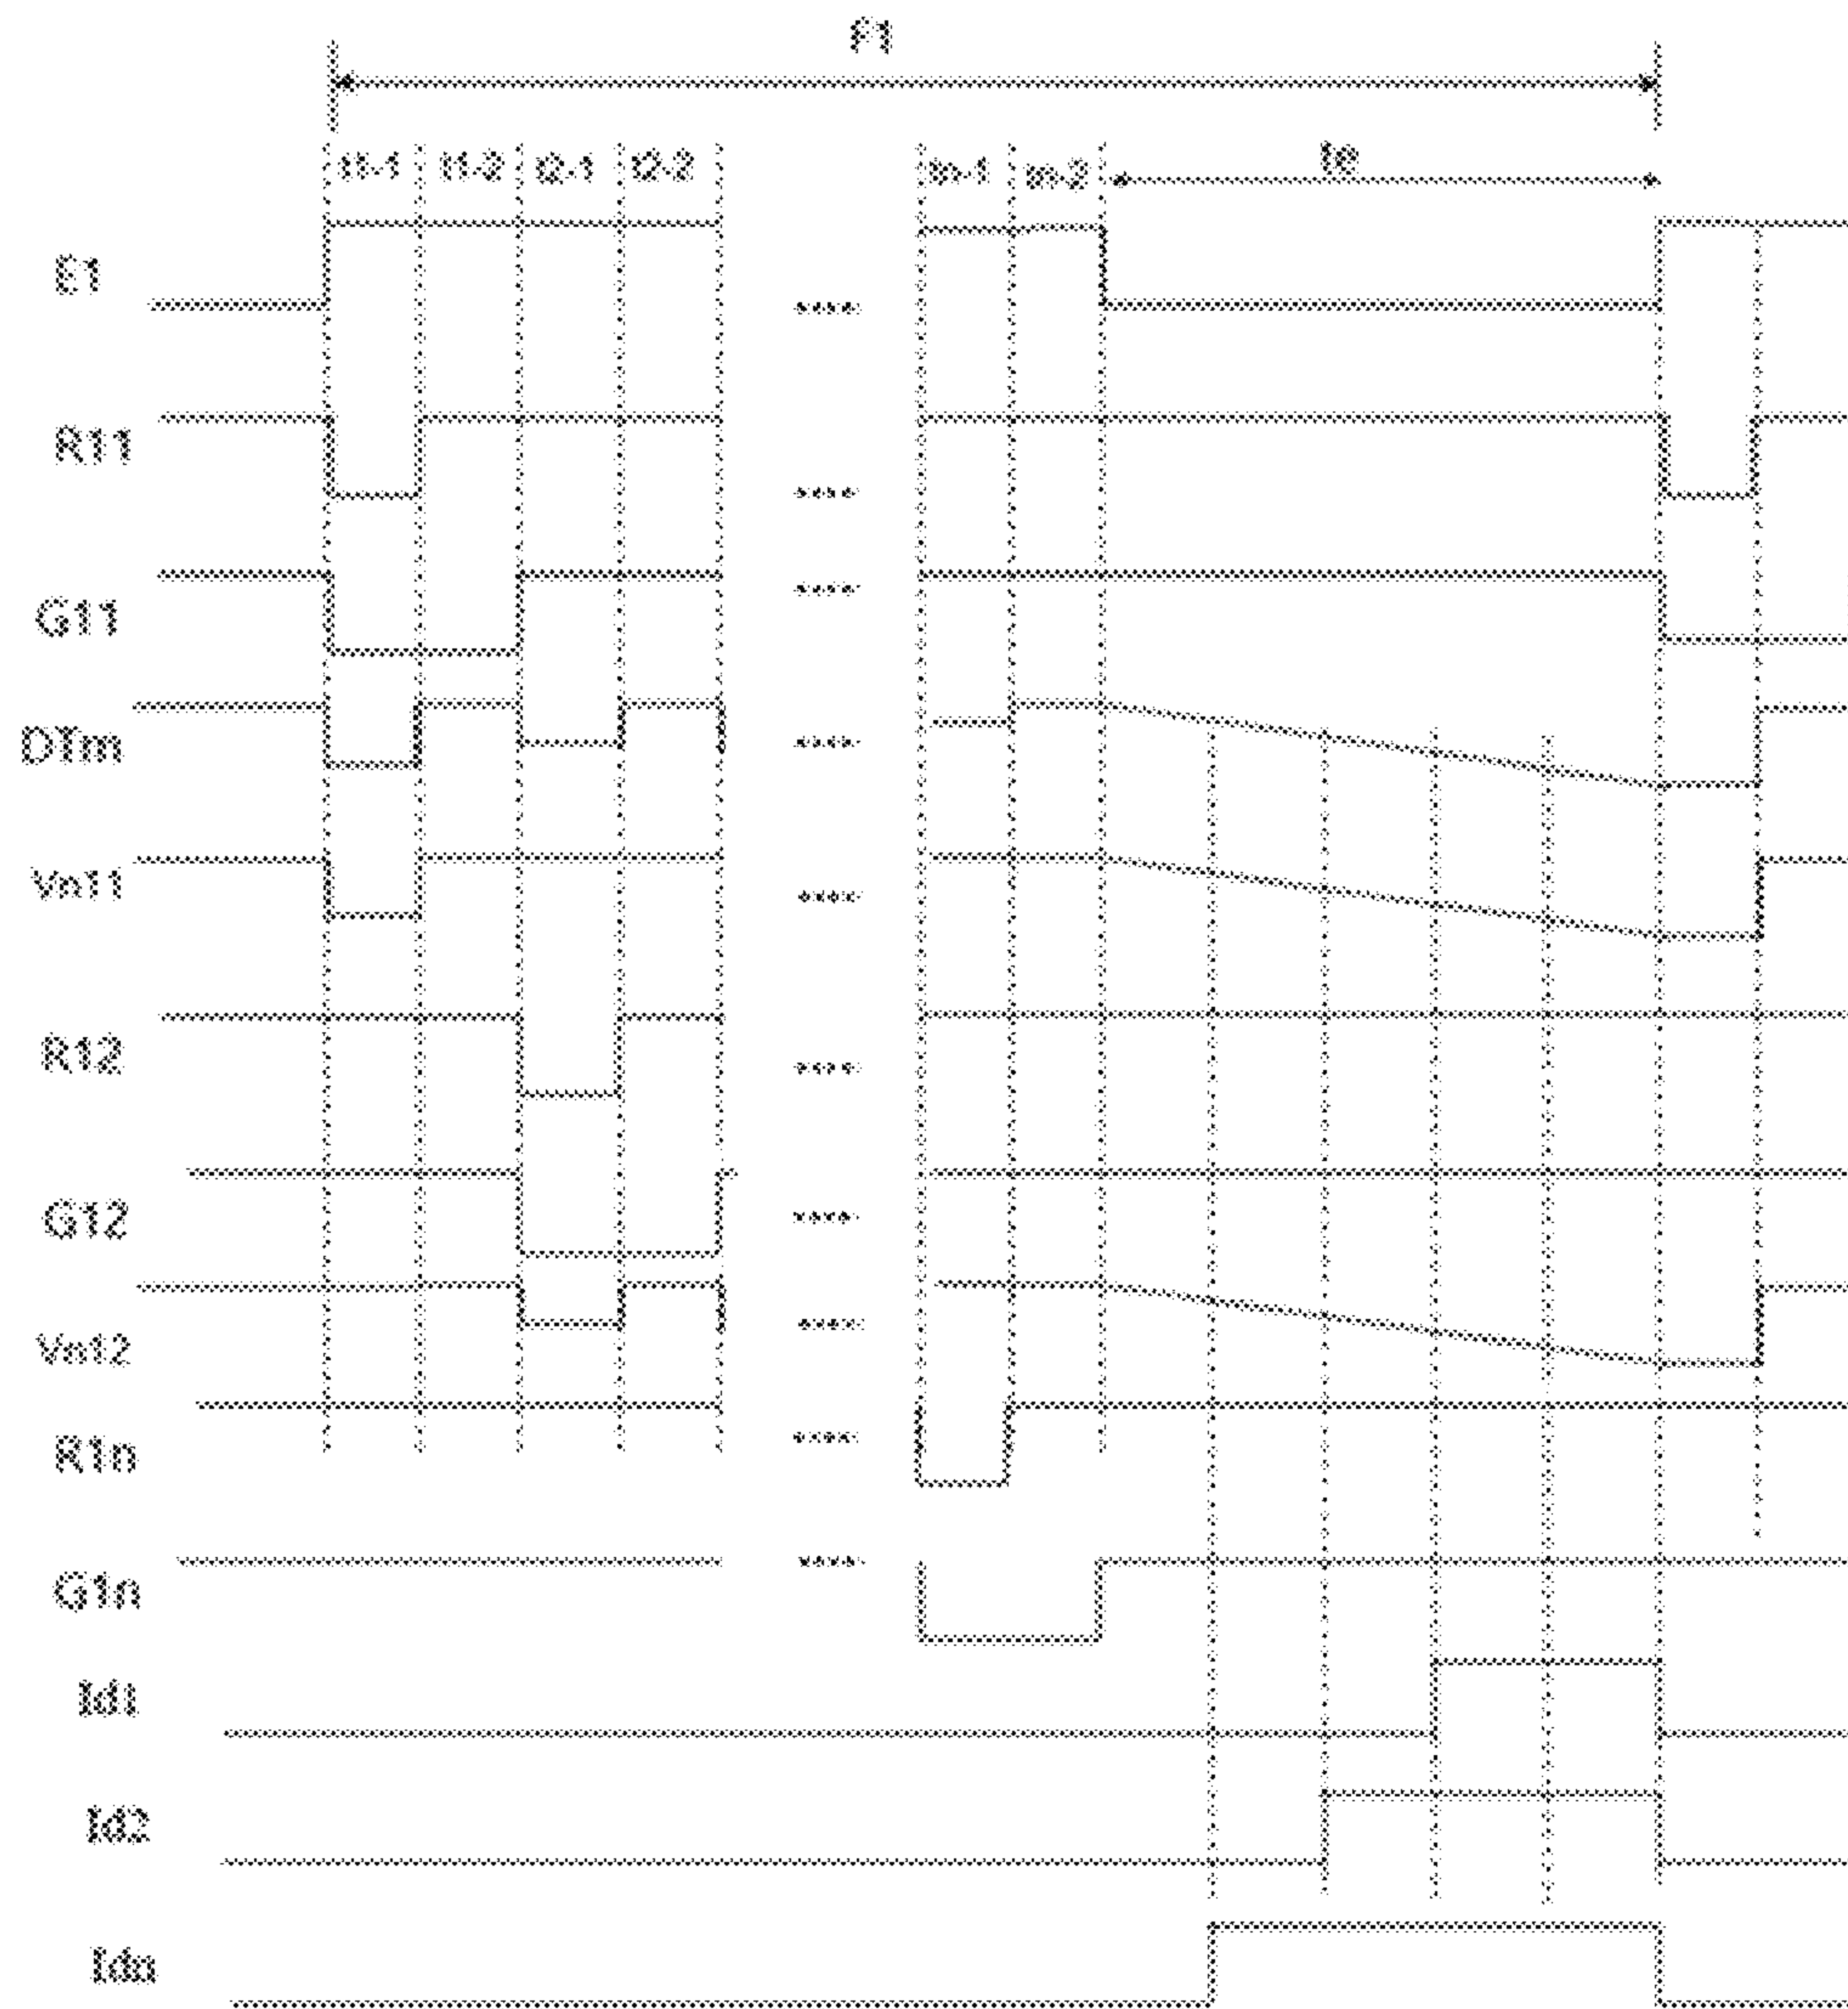 F1
t1-1 t1-2 t2-1 t2-2 tn-1 tn-2 te
E1
R11
G11
DTm
Vn11
R12
G12
Vn12
R1n
G1n
Id1
Id2
Idn